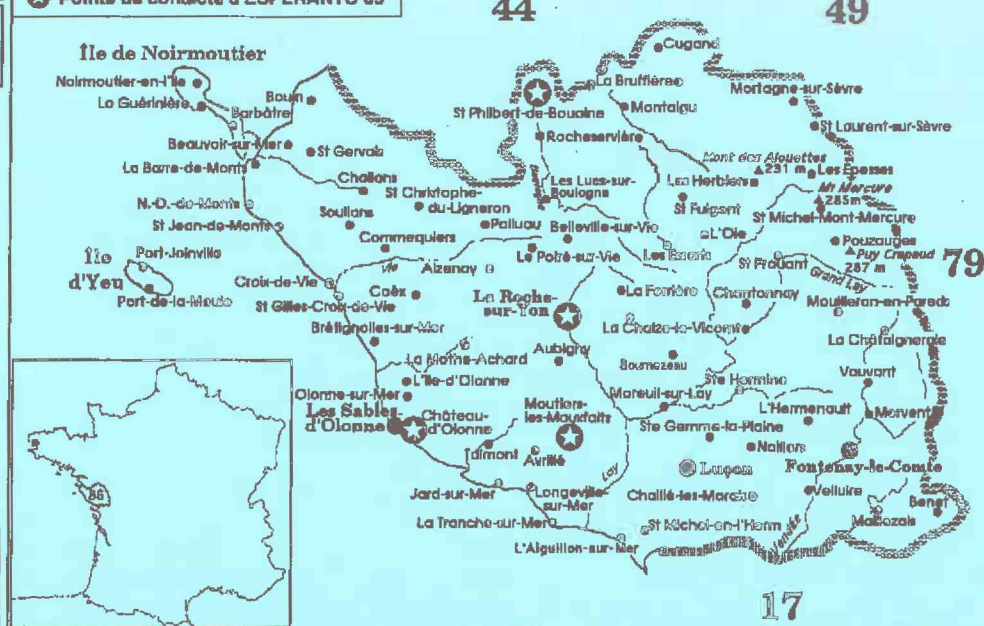 44
49
Île de Noirmoutier
Cugand
Noirmoutier-en-l'Île
La Bruffière
La Guérinière
Bouin
Mortagne-sur-Sèvre
Barbâtre
St Philbert-de-Bouaine
Montaigu
St Laurent-sur-Sèvre
Beauvoir-sur-Mer
Rocheservière
St Gervais
Mont des Alouettes
La Barre-de-Monts
231 m
Les Epesses
Challans
Les Lucs-sur-
Boulogne
Les Herbiers
Mt Mercure
285m
St Christophe-
du-Ligneron
N.-D.-de-Monts
St Fulgent
St Michel-Mont-Mercure
Soullans
Palluau
Belleville-sur-Vie
L'Oie
St Jean-de-Monts
Pouzauges
Commequiers
Le Poiré-sur-Vie
Les Essarts
Puy Crapaud
287 m
79
Île
d'Yeu
Port-Joinville
Vie
Aizenay
St Prouant
Grand Lay
Croix-de-Vie
La Ferrière
Chantonnay
Port-de-la-Meule
Coëx
La Roche-
sur-Yon
Mouilleron-en-Pareds
St Gilles-Croix-de-Vie
La Chaize-le-Vicomte
Brétignolles-sur-Mer
La Châtaigneraie
La Mothe-Achard
Aubigny
Bournezeau
L'Ile-d'Olonne
Ste Hermine
Vouvant
Olonne-sur-Mer
Mareuil-sur-Lay
L'Hermenault
Les Sables-
d'Olonne
Château-
d'Olonne
Moutiers-
les-Mauxfaits
Mervent
Ste Gemme-la-Plaine
Nalliers
Talmont
Avrillé
Lay
Luçon
Fontenay-le-Comte
Jard-sur-Mer
Longeville-
sur-Mer
Chaillé-les-Marais
Velluire
Benet
Maillezais
La Tranche-sur-Mer
St Michel-en-l'Herm
Vendée
L'Aiguillon-sur-Mer
17